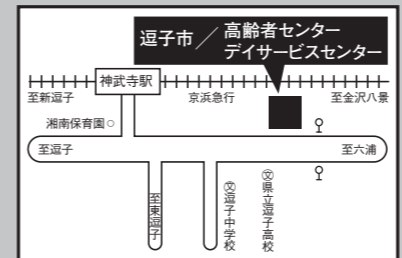 逗子市／高齢者センター
デイサービスセンター
神武寺駅
至新逗子
京浜急行
至金沢八景
湘南保育園
至逗子
至六浦
至東逗子
文逗子中学校
文県立逗子高校